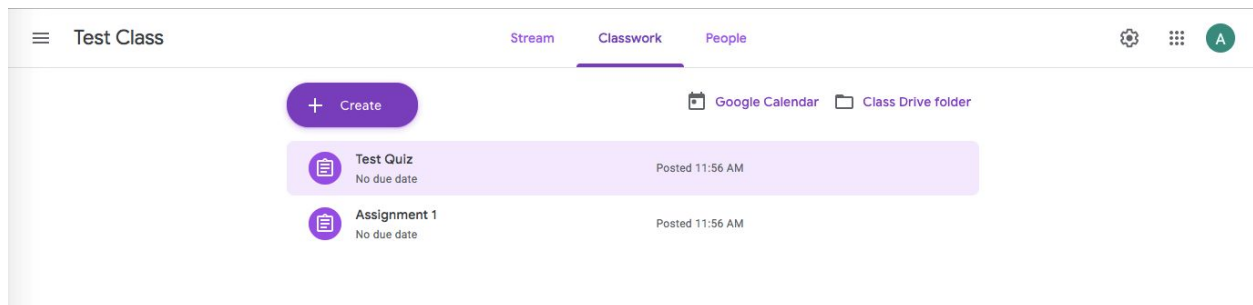 Test Class
Stream Classwork People
A
+ Create
Google Calendar Class Drive folder
Test Quiz
No due date
Posted 11:56 AM
Assignment 1
No due date
Posted 11:56 AM